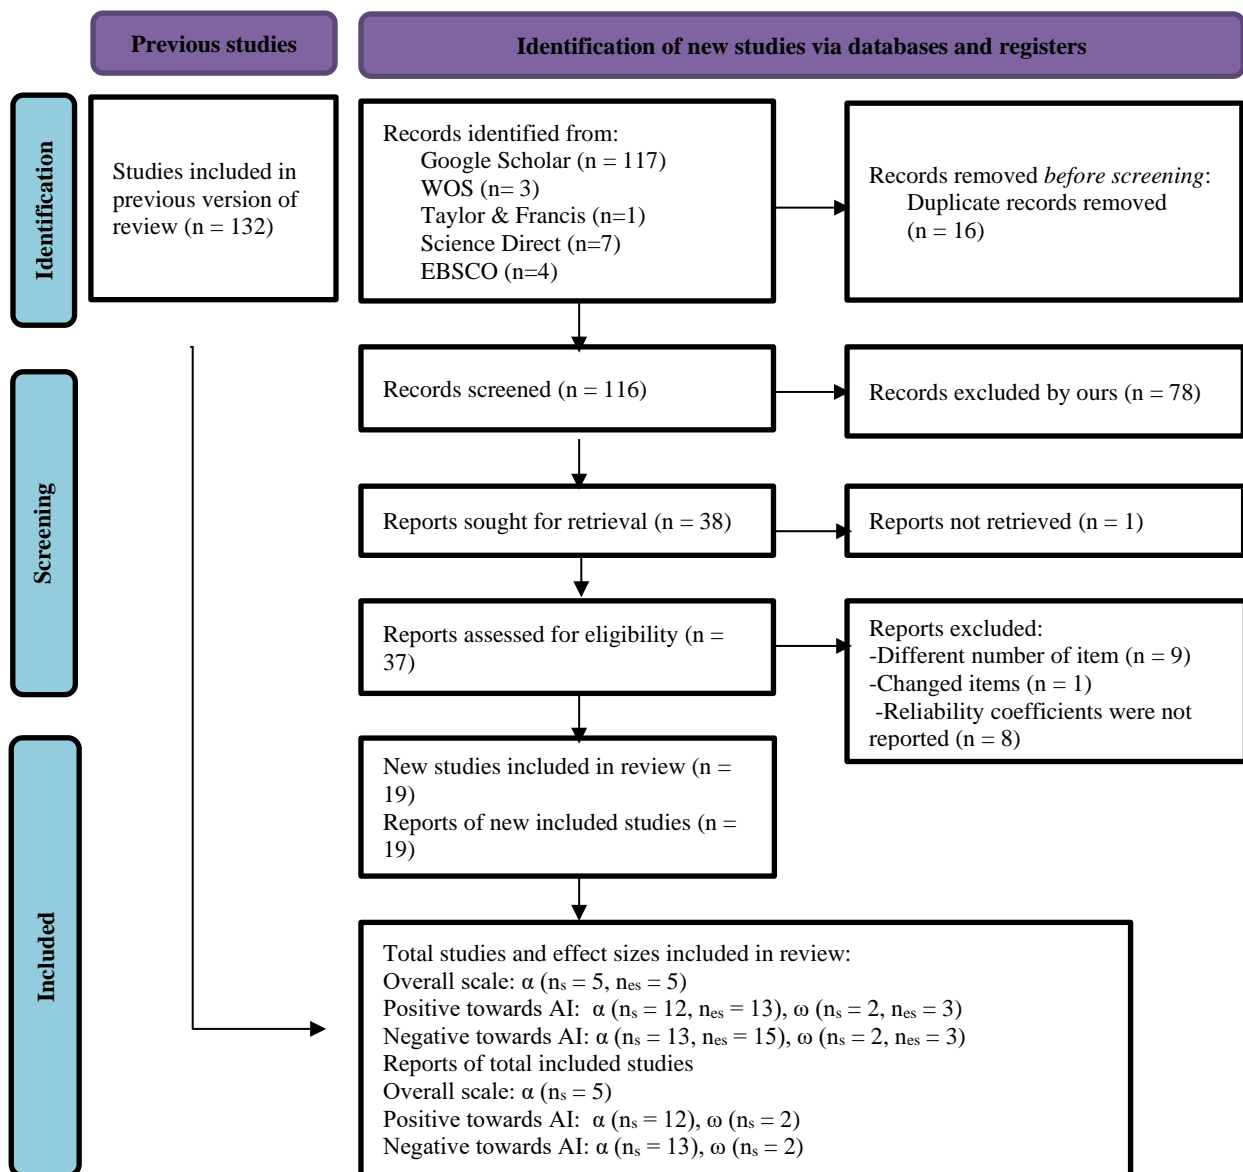 Previous studies
Identification of new studies via databases and registers
Identification
Studies included in
previous version of
review (n = 132)
Records identified from:
Google Scholar (n = 117)
WOS (n= 3)
Taylor & Francis (n=1)
Science Direct (n=7)
EBSCO (n=4)
Records removed before screening:
Duplicate records removed
(n = 16)
Screening
Records screened (n = 116)
Records excluded by ours (n = 78)
Reports sought for retrieval (n = 38)
Reports not retrieved (n = 1)
Reports assessed for eligibility (n =
37)
Reports excluded:
-Different number of item (n = 9)
-Changed items (n = 1)
-Reliability coefficients were not
reported (n = 8)
Included
New studies included in review (n =
19)
Reports of new included studies (n =
19)
Total studies and effect sizes included in review:
Overall scale: α (nₛ = 5, nₑₛ = 5)
Positive towards AI: α (nₛ = 12, nₑₛ = 13), ω (nₛ = 2, nₑₛ = 3)
Negative towards AI: α (nₛ = 13, nₑₛ = 15), ω (nₛ = 2, nₑₛ = 3)
Reports of total included studies
Overall scale: α (nₛ = 5)
Positive towards AI: α (nₛ = 12), ω (nₛ = 2)
Negative towards AI: α (nₛ = 13), ω (nₛ = 2)